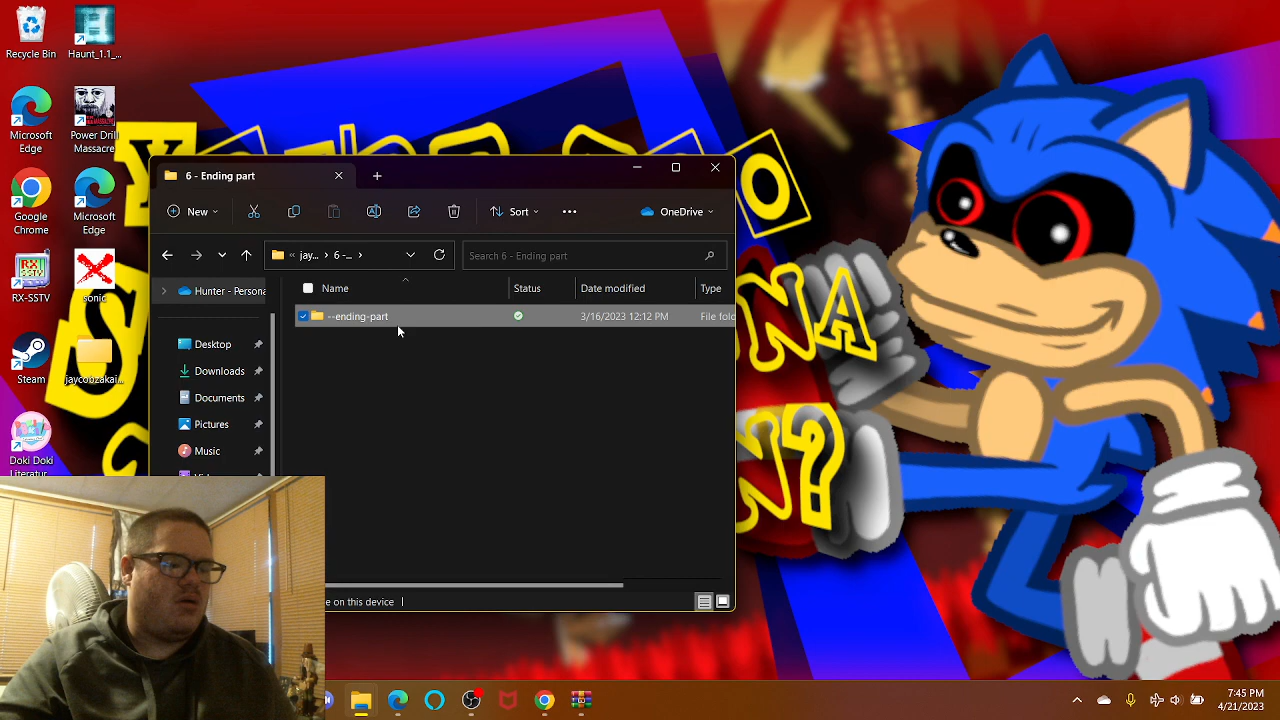 Recycle Bin
Haunt_1.1_...
Microsoft
Edge
Power Drill
Massacre
Google
Chrome
Microsoft
Edge
RX-SSTV
sonic
Steam
jaycobzakai...
Doki Doki
Literatur...
6 - Ending part
New
Sort
OneDrive
« jay... › 6 -... ›
Search 6 - Ending part
Name
Status
Date modified
Type
Hunter - Persona
--ending-part
3/16/2023 12:12 PM
File fold
Desktop
Downloads
Documents
Pictures
Music
e on this device
7:45 PM
4/21/2023